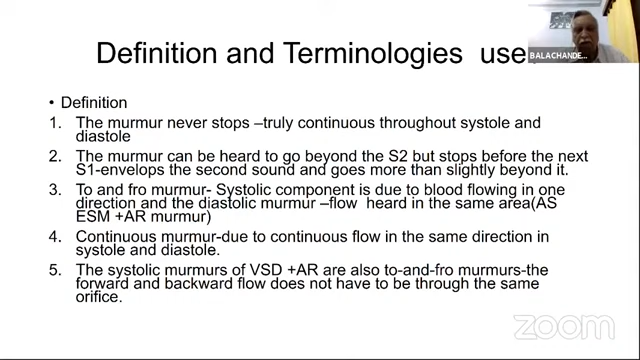 Definition and Terminologies use
BALACHANDE...
• Definition
1. The murmur never stops –truly continuous throughout systole and
diastole
2. The murmur can be heard to go beyond the S2 but stops before the next
S1-envelops the second sound and goes more than slightly beyond it.
3. To and fro murmur- Systolic component is due to blood flowing in one
direction and the diastolic murmur –flow heard in the same area(AS
ESM +AR murmur)
4. Continuous murmur-due to continuous flow in the same direction in
systole and diastole.
5. The systolic murmurs of VSD +AR are also to-and-fro murmurs-the
forward and backward flow does not have to be through the same
orifice.
zoom